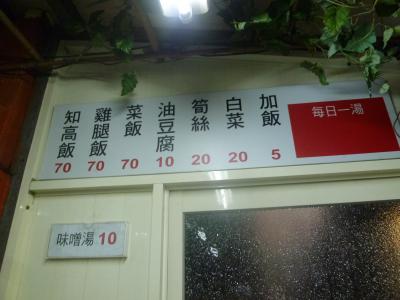 知高飯 70
雞腿飯 70
菜飯 70
油豆腐 10
筍絲 20
白菜 20
加飯 5
每日一湯
味噌湯 10